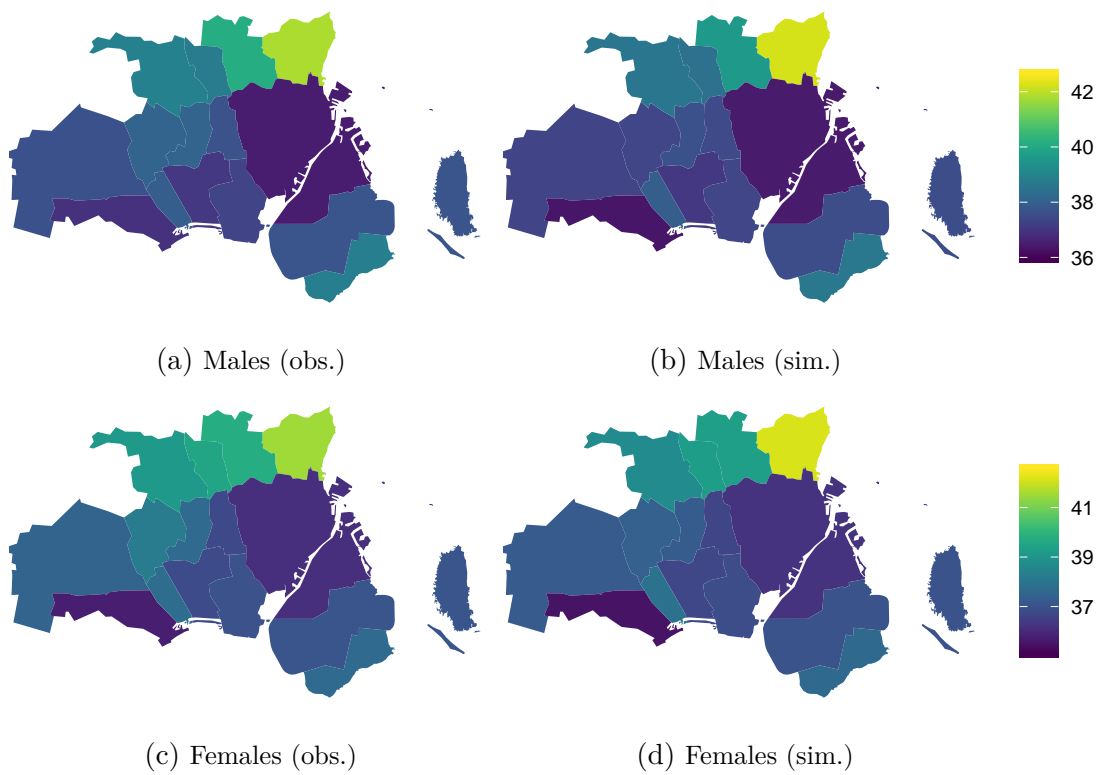 42
40
38
36
(a) Males (obs.)
(b) Males (sim.)
41
39
37
(c) Females (obs.)
(d) Females (sim.)